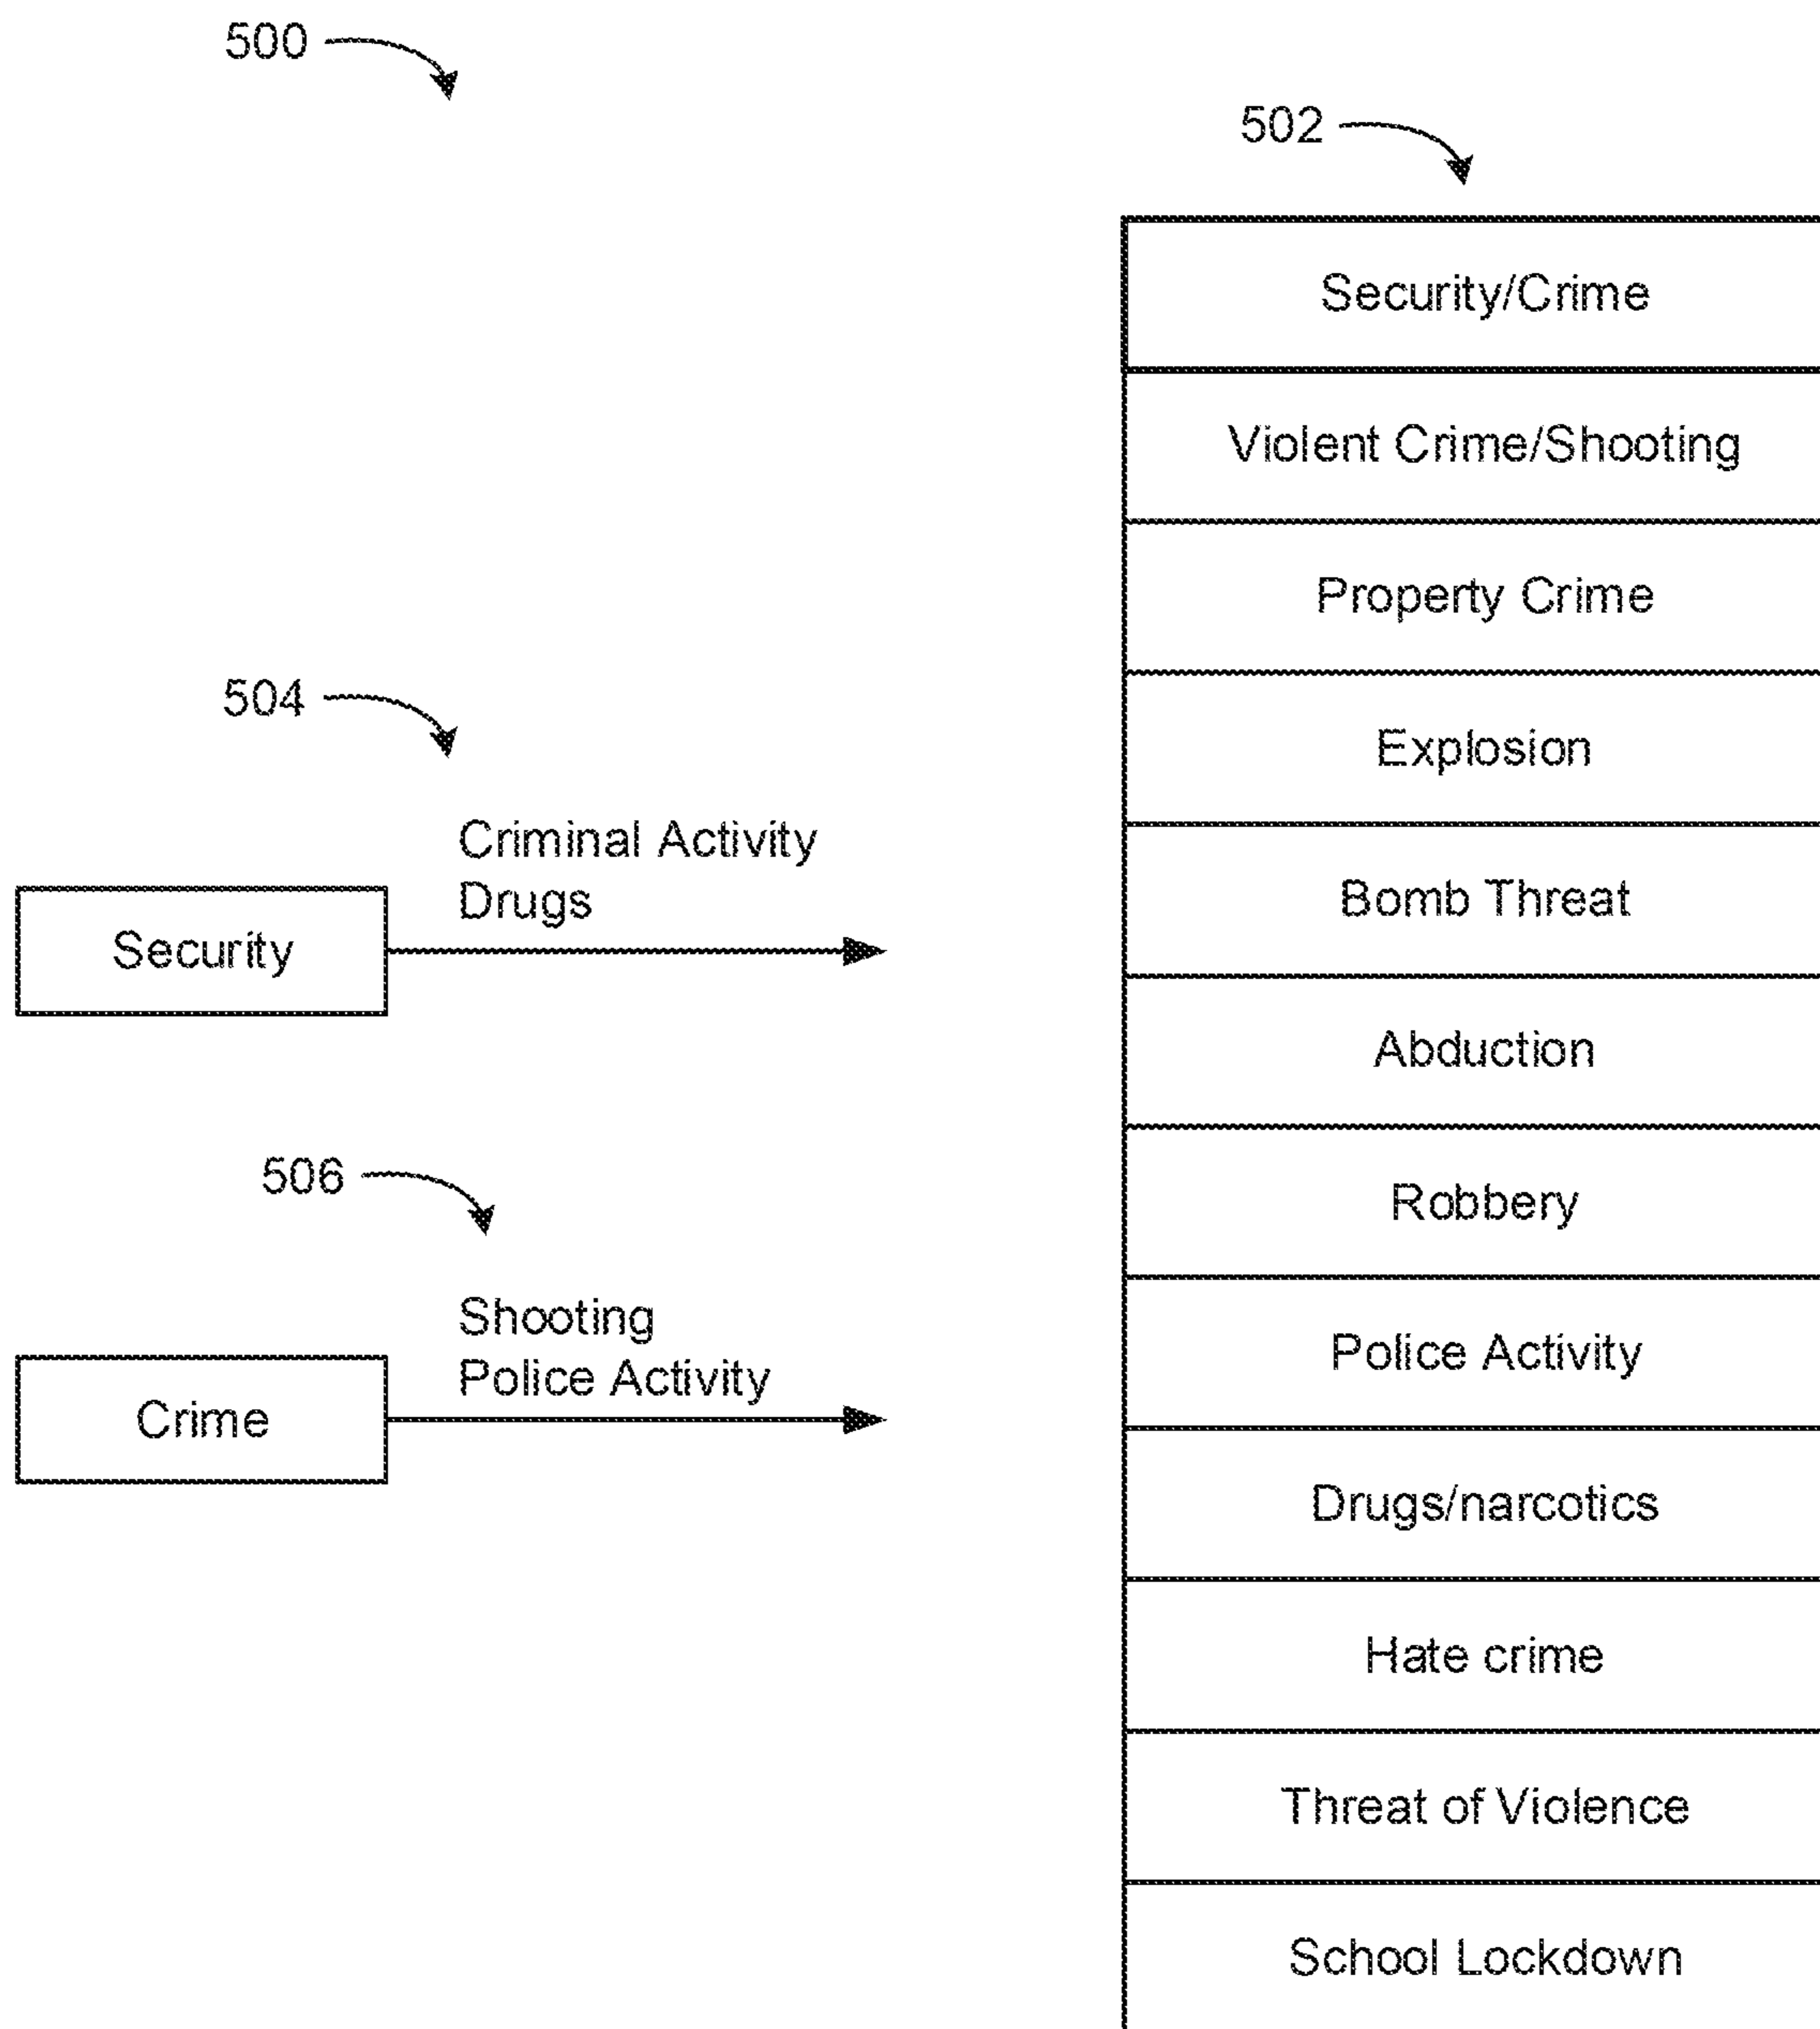 500
502
Security/Crime
Violent Crime/Shooting
Property Crime
Explosion
Bomb Threat
Abduction
Robbery
Police Activity
Drugs/narcotics
Hate crime
Threat of Violence
School Lockdown
504
Criminal Activity
Drugs
Security
506
Shooting
Police Activity
Crime